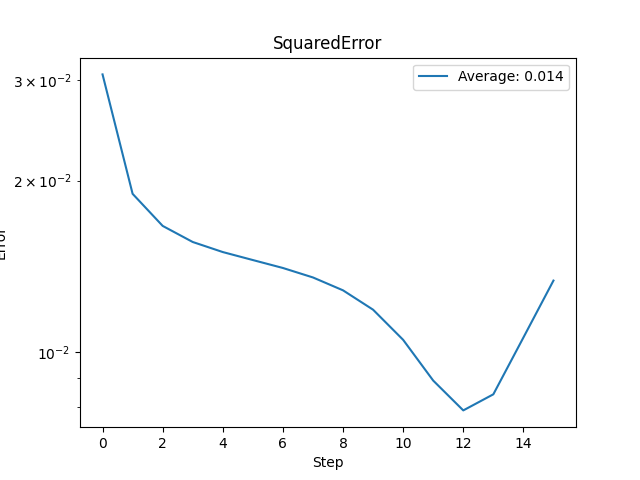 SquaredError
Average: 0.014
3 × 10⁻²
2 × 10⁻²
10⁻²
Error
0 2 4 6 8 10 12 14
Step